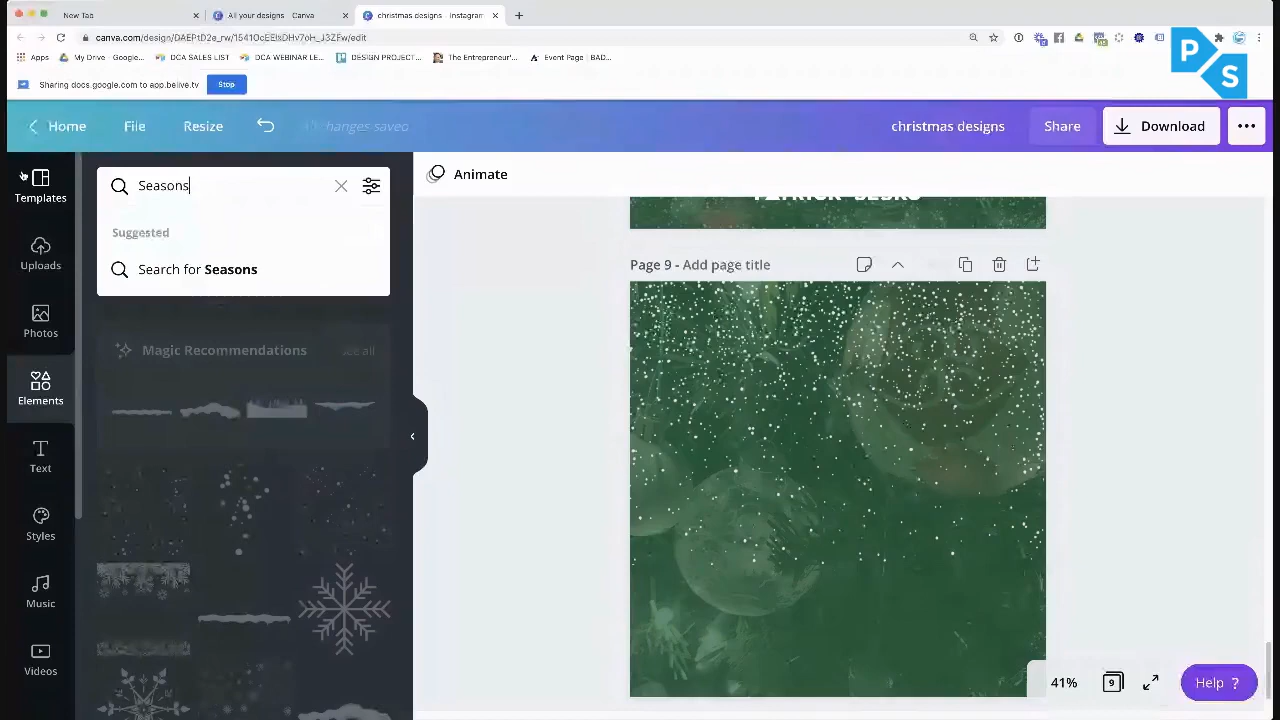 New Tab
All your designs - Canva
christmas designs - Instagram
canva.com/design/DAEPtD2e_rw/
/edit
Apps
My Drive - Google...
DCA SALES LIST
DCA WEBINAR LE...
DESIGN PROJECT...
The Entrepreneur'...
Event Page | BAD...
P S
Sharing docs.google.com to app.belive.tv
Stop
Home
File
Resize
All changes saved
christmas designs
Share
Download
Templates
Uploads
Photos
Elements
Text
Styles
Music
Videos
Seasons
Suggested
Search for Seasons
Magic Recommendations
See all
Animate
Page 9 - Add page title
41%
9
Help ?